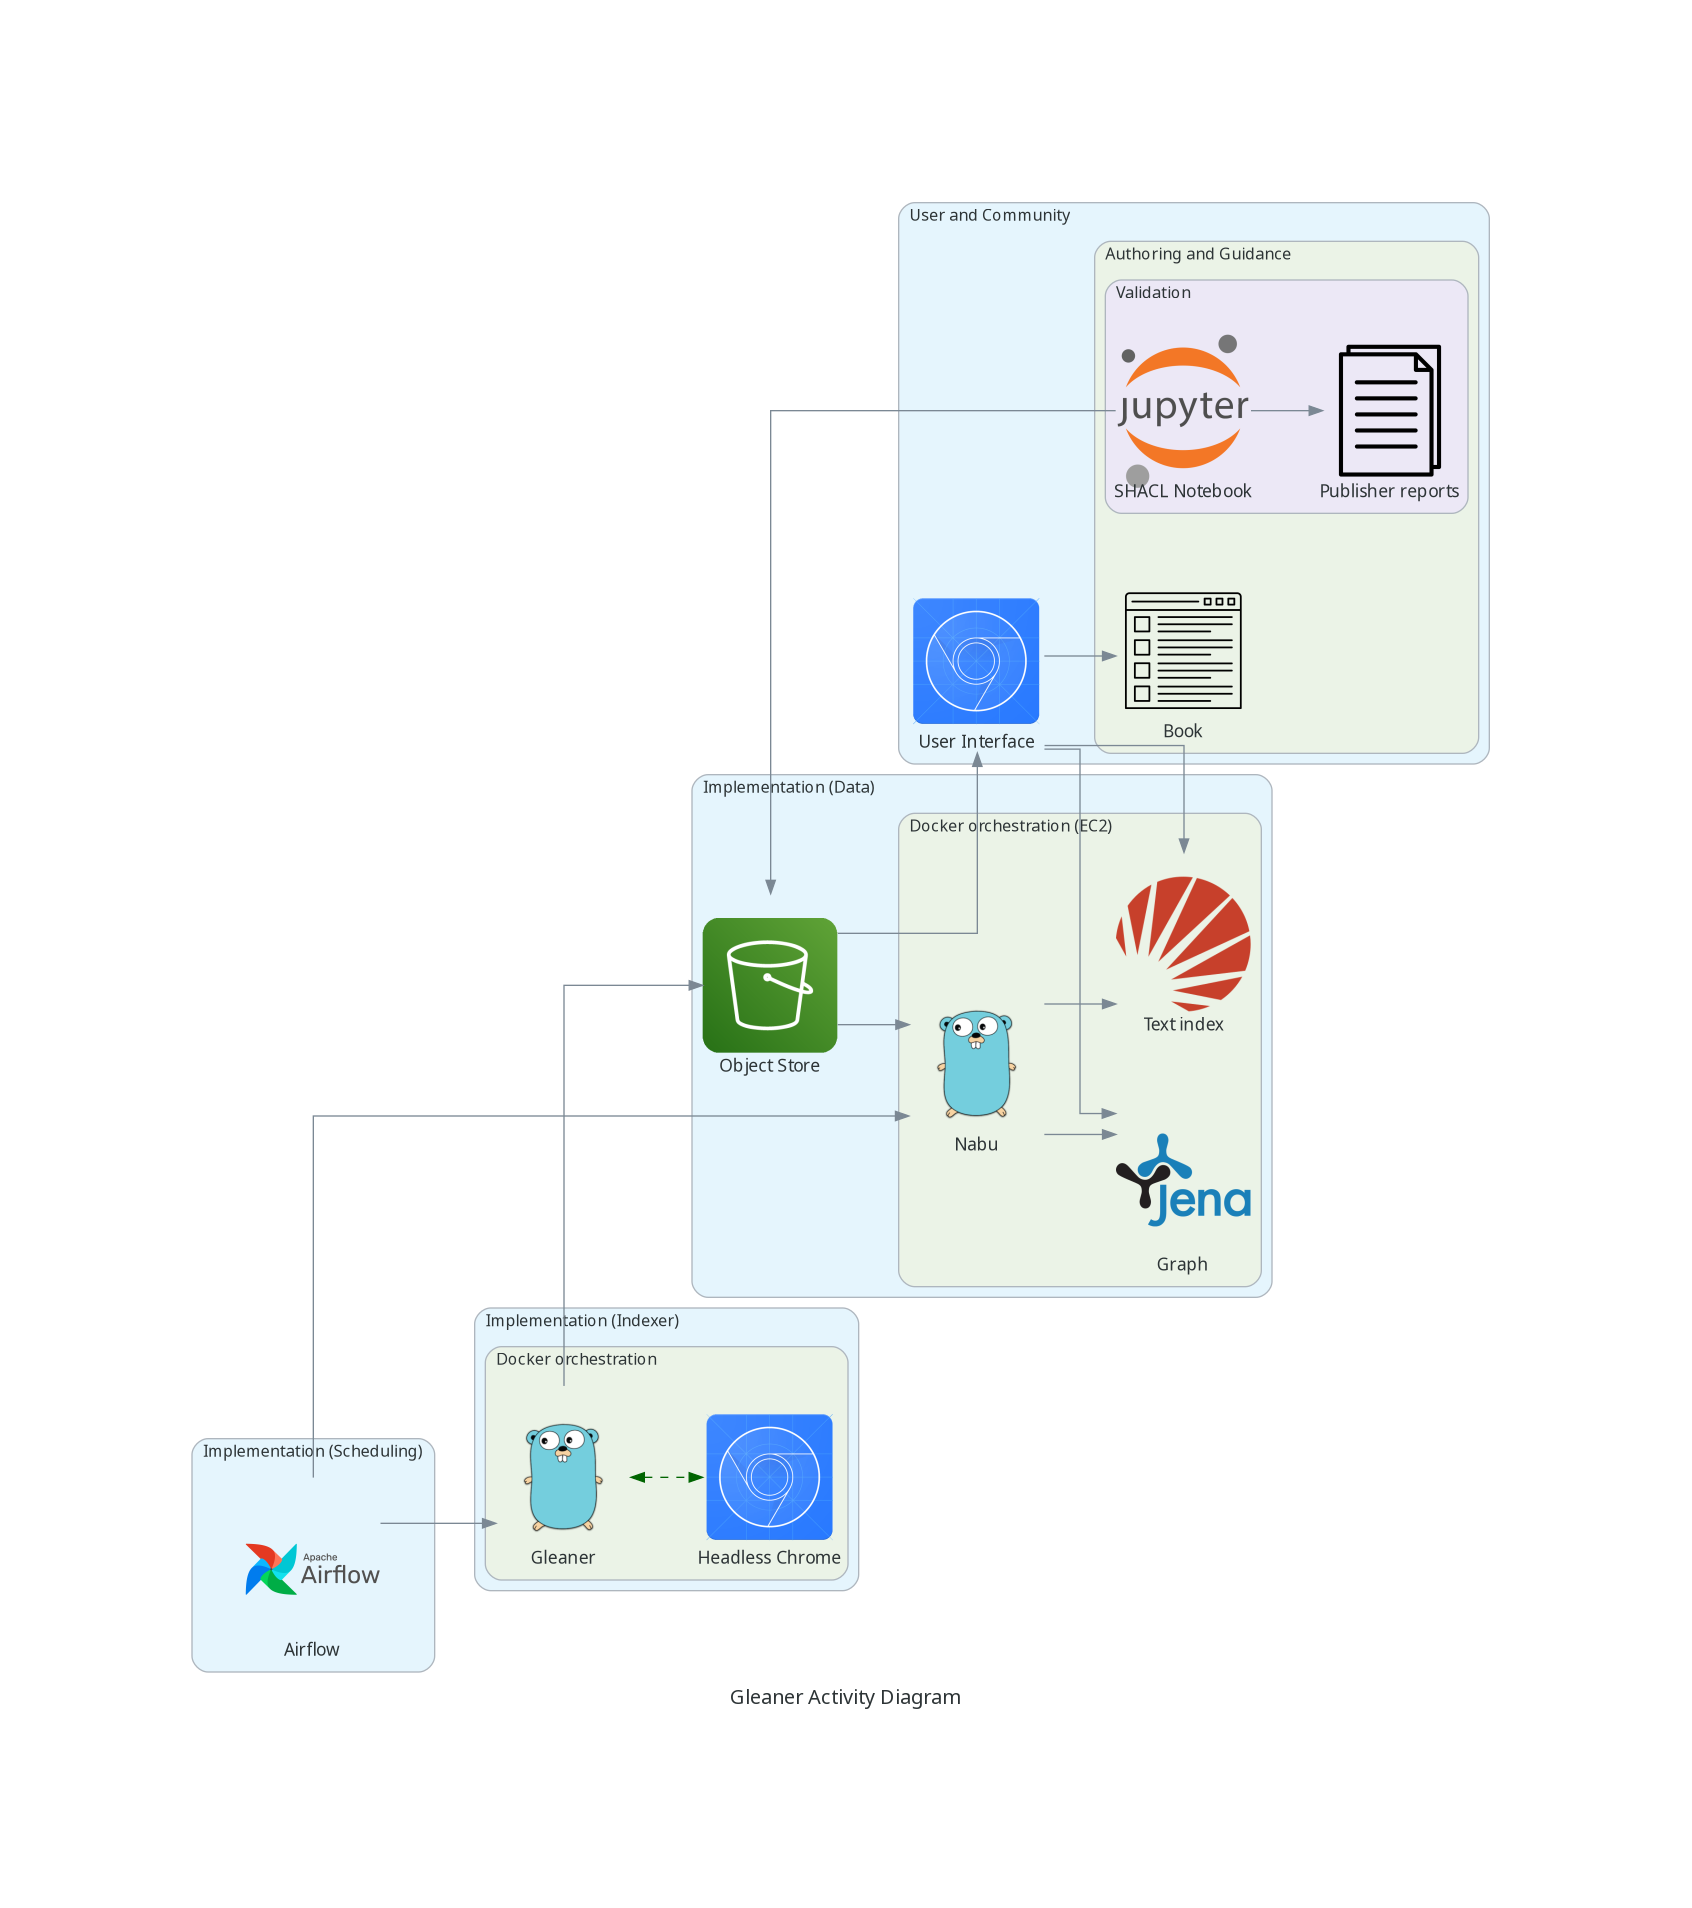 User and Community
Authoring and Guidance
Validation
jupyter
SHACL Notebook
Publisher reports
User Interface
Book
Implementation (Data)
Docker orchestration (EC2)
Text index
Object Store
Nabu
Jena
Graph
Implementation (Indexer)
Docker orchestration
Gleaner
Headless Chrome
Implementation (Scheduling)
Apache
Airflow
Airflow
Gleaner Activity Diagram